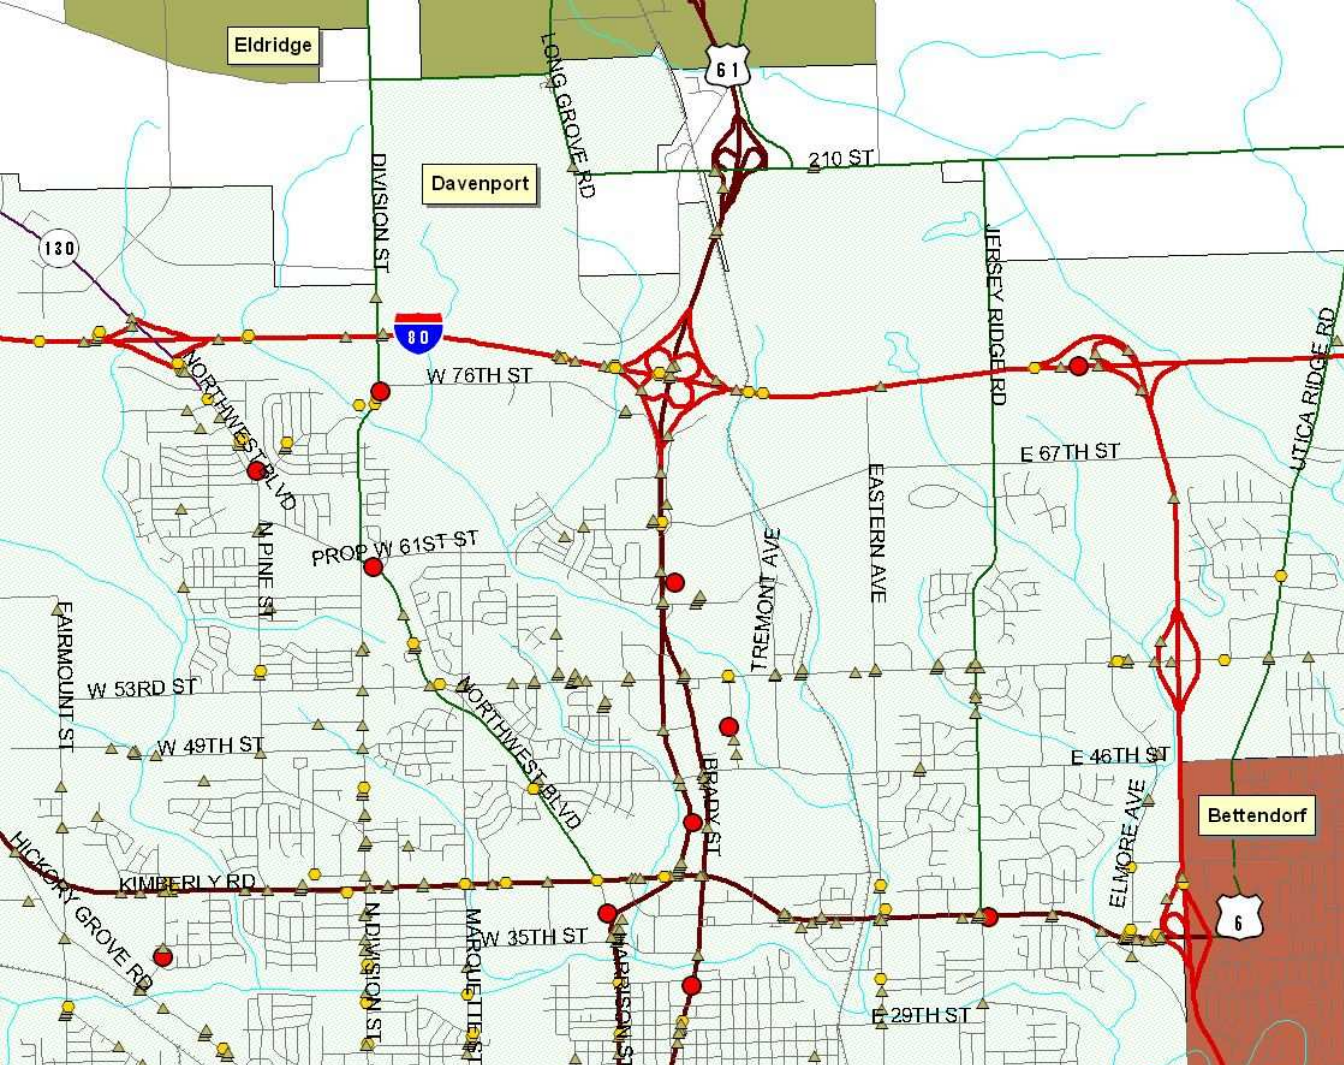 Eldridge
LONG GROVE RD
61
DIVISION ST
Davenport
210 ST
130
JERSEY RIDGE RD
80
UTICA RIDGE RD
NORTHWEST BLVD
W 76TH ST
E 67TH ST
EASTERN AVE
N PINE ST
PROP W 61ST ST
TREMONT AVE
FAIRMOUNT ST
W 53RD ST
NORTHWEST BLVD
W 49TH ST
BRADY ST
E 46TH ST
ELMORE AVE
Bettendorf
HICKORY GROVE RD
KIMBERLY RD
N DIVISION ST
MARQUETTE ST
W 35TH ST
HARRISON ST
6
E 29TH ST